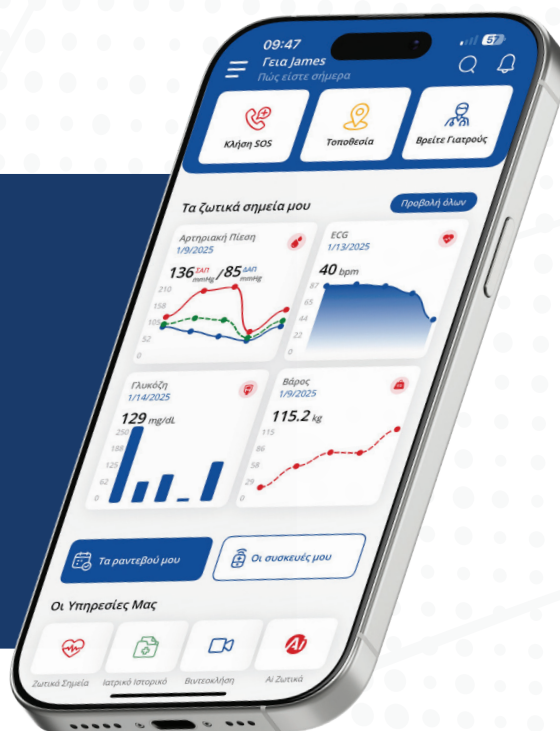 09:47
57
Γεια James
Πώς είστε σήμερα
Κλήση SOS
Τοποθεσία
Βρείτε Γιατρούς
Τα ζωτικά σημεία μου
Προβολή όλων
Αρτηριακή Πίεση
1/9/2025
136 ΣΑΠ mmHg / 85 ΔΑΠ mmHg
210
158
105
52
0
ECG
1/13/2025
40 bpm
87
65
44
22
0
Γλυκόζη
1/14/2025
129 mg/dL
250
188
125
62
0
Βάρος
1/9/2025
115.2 kg
115
86
58
29
0
Τα ραντεβού μου
Οι συσκευές μου
Οι Υπηρεσίες Μας
Ζωτικά Σημεία
Ιατρικό Ιστορικό
Βιντεοκλήση
Ai
Ai Ζωτικά